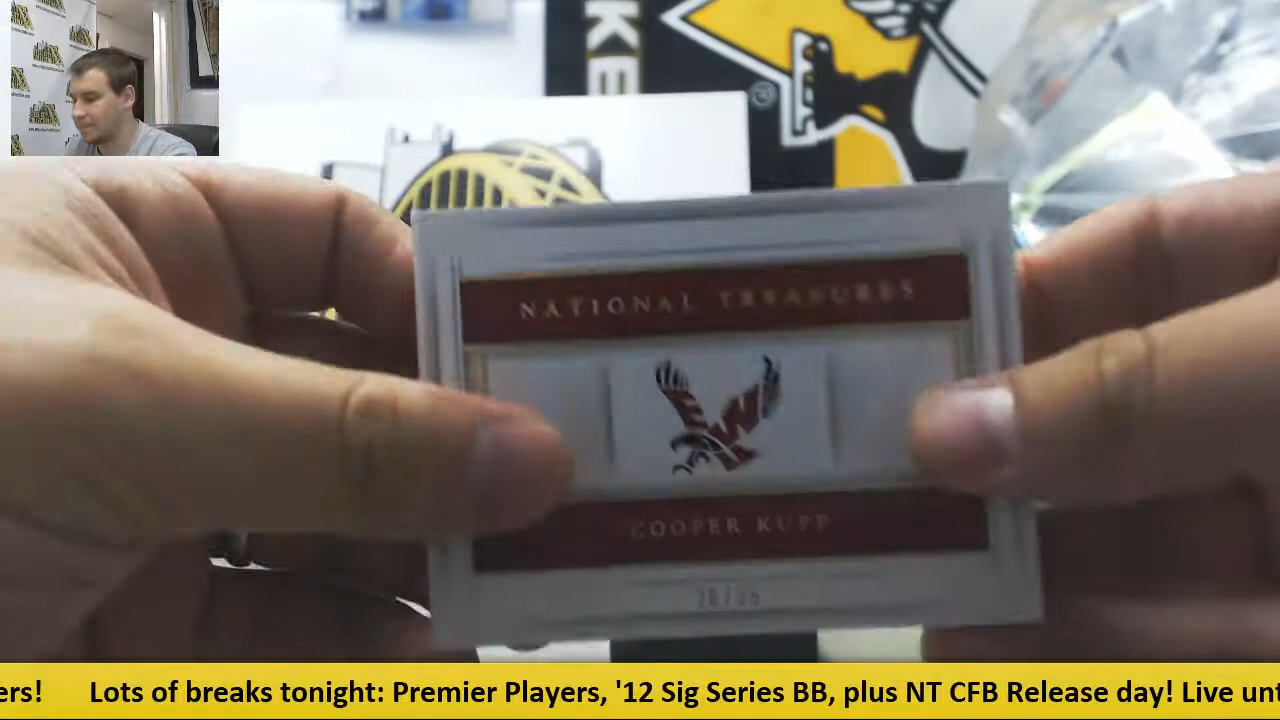 KE
NATIONAL TREASURES
COOPER KUPP
ers! Lots of breaks tonight: Premier Players, '12 Sig Series BB, plus NT CFB Release day! Live unt